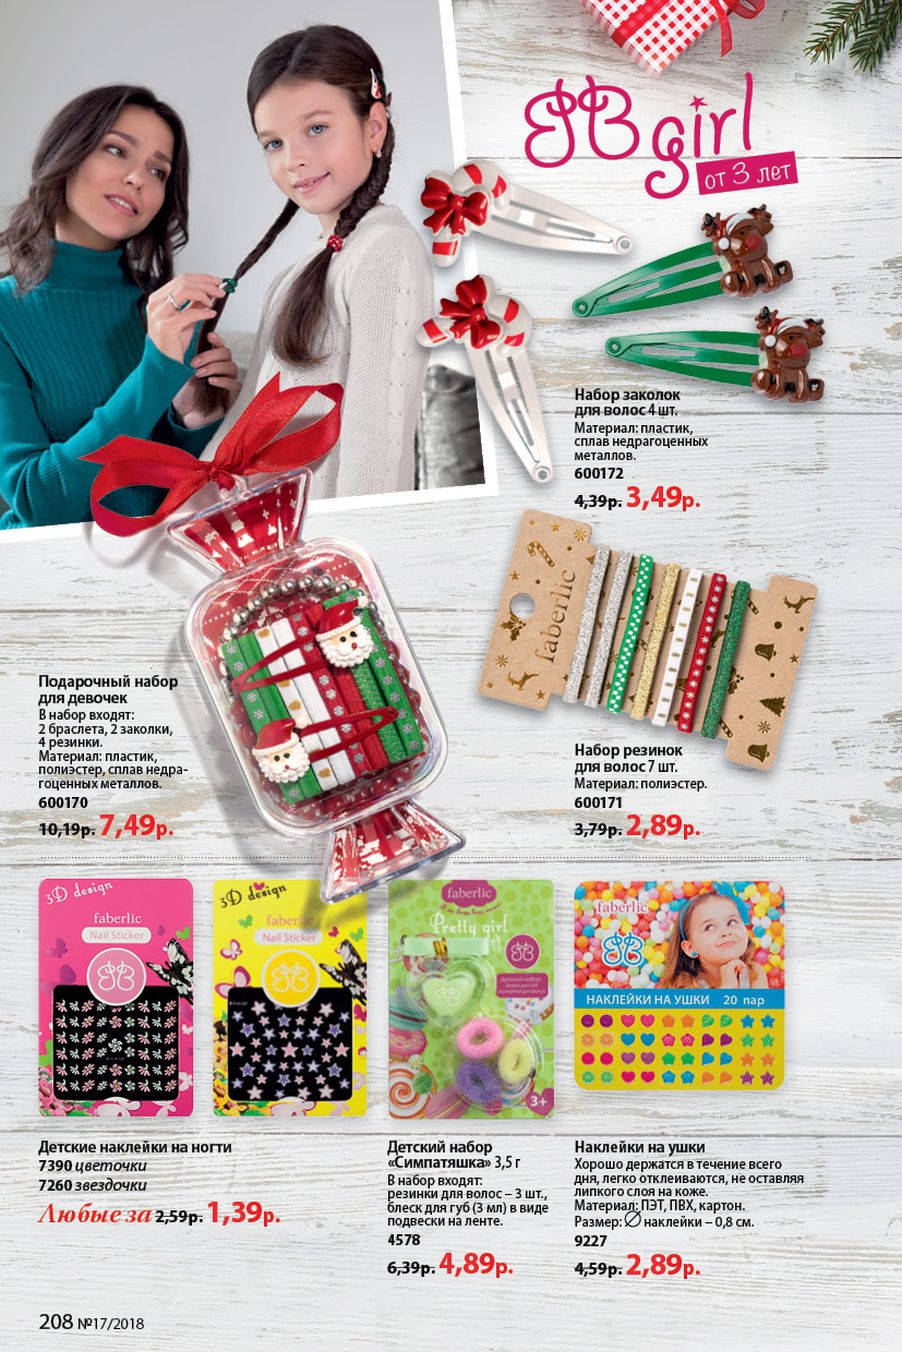 BB girl
от 3 лет
Набор заколок
для волос 4 шт.
Материал: пластик,
сплав недрагоценных
металлов.
600172
4,39р. 3,49р.
faberlic
Подарочный набор
для девочек
В набор входят:
2 браслета, 2 заколки,
4 резинки.
Материал: пластик,
полиэстер, сплав недра-
гоценных металлов.
600170
10,19р. 7,49р.
Набор резинок
для волос 7 шт.
Материал: полиэстер.
600171
3,79р. 2,89р.
3D design
faberlic
Nail Sticker
BB
3D design
faberlic
Nail Sticker
BB
faberlic
Pretty girl
BB
Детский набор
3+
faberlic
BB
НАКЛЕЙКИ НА УШКИ 20 пар
Детские наклейки на ногти
7390 цветочки
7260 звездочки
Любые за 2,59р. 1,39р.
Детский набор
«Симпатяшка» 3,5 г
В набор входят:
резинки для волос – 3 шт.,
блеск для губ (3 мл) в виде
подвески на ленте.
4578
6,39р. 4,89р.
Наклейки на ушки
Хорошо держатся в течение всего
дня, легко отклеиваются, не оставляя
липкого слоя на коже.
Материал: ПЭТ, ПВХ, картон.
Размер: ∅ наклейки – 0,8 см.
9227
4,59р. 2,89р.
208 №17/2018